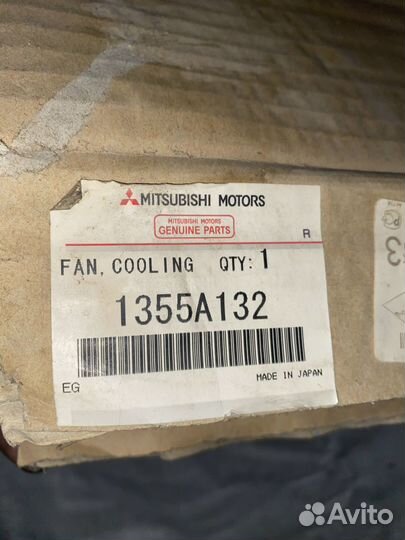 MITSUBISHI MOTORS
MITSUBISHI MOTORS
GENUINE PARTS
R
FAN, COOLING QTY: 1
1355A132
EG
MADE IN JAPAN
Avito